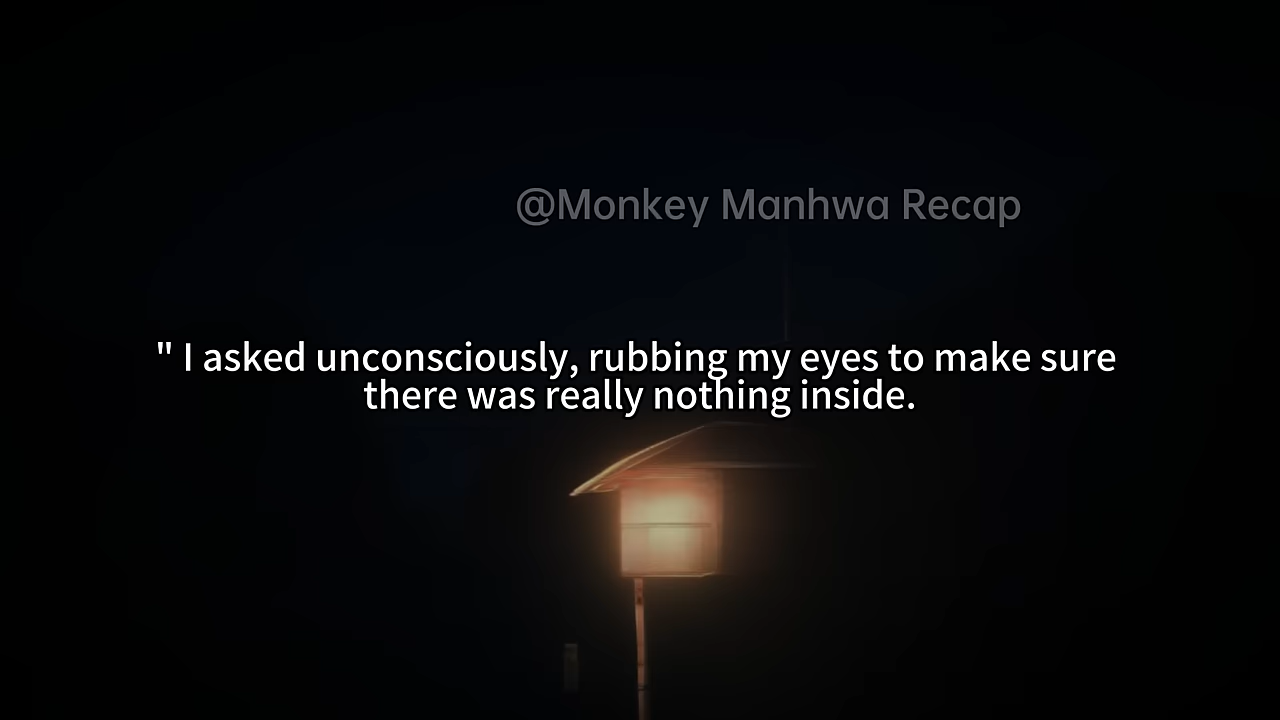 @Monkey Manhwa Recap
" I asked unconsciously, rubbing my eyes to make sure
there was really nothing inside.